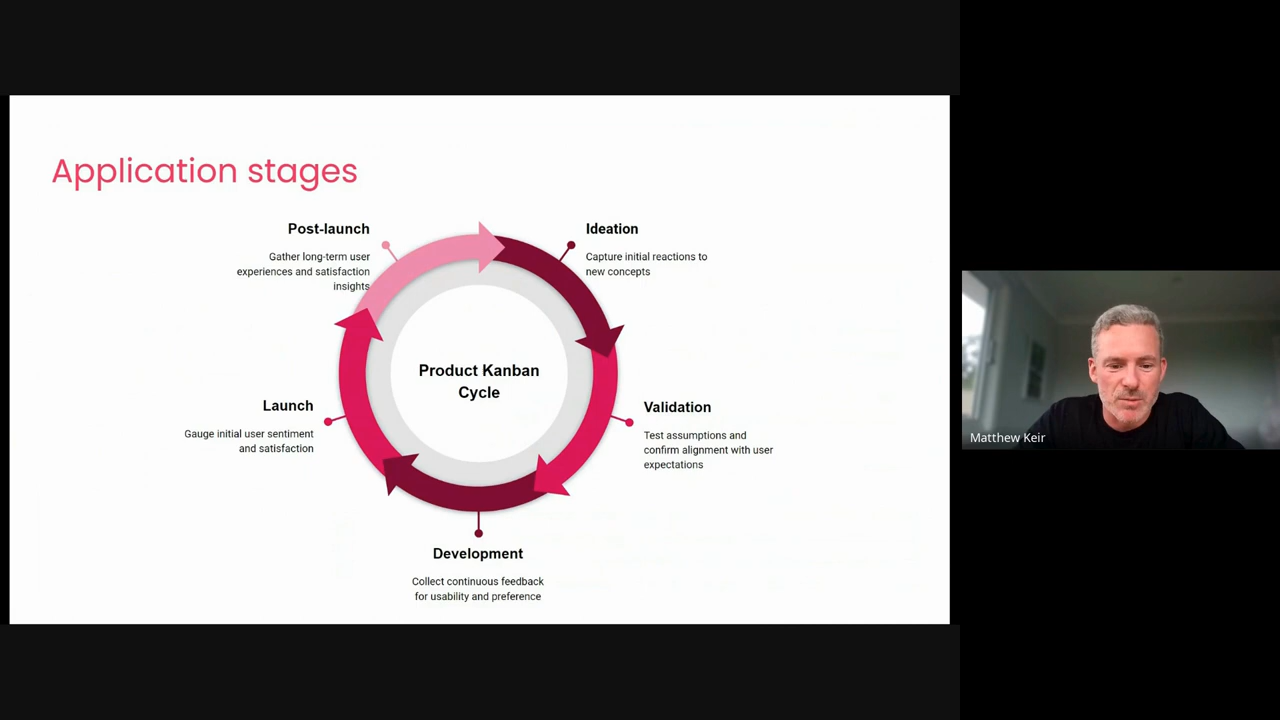 Application stages
Post-launch
Gather long-term user
experiences and satisfaction
insights
Ideation
Capture initial reactions to
new concepts
Product Kanban
Cycle
Launch
Gauge initial user sentiment
and satisfaction
Validation
Test assumptions and
confirm alignment with user
expectations
Development
Collect continuous feedback
for usability and preference
Matthew Keir